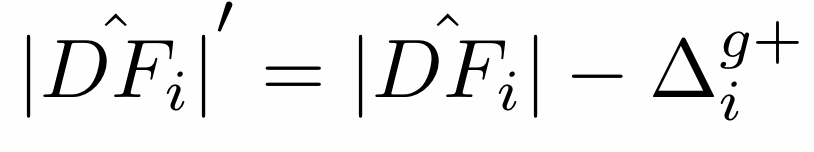 $|\hat{DF_i}|' = |\hat{DF_i}| - \Delta_i^{g+}$